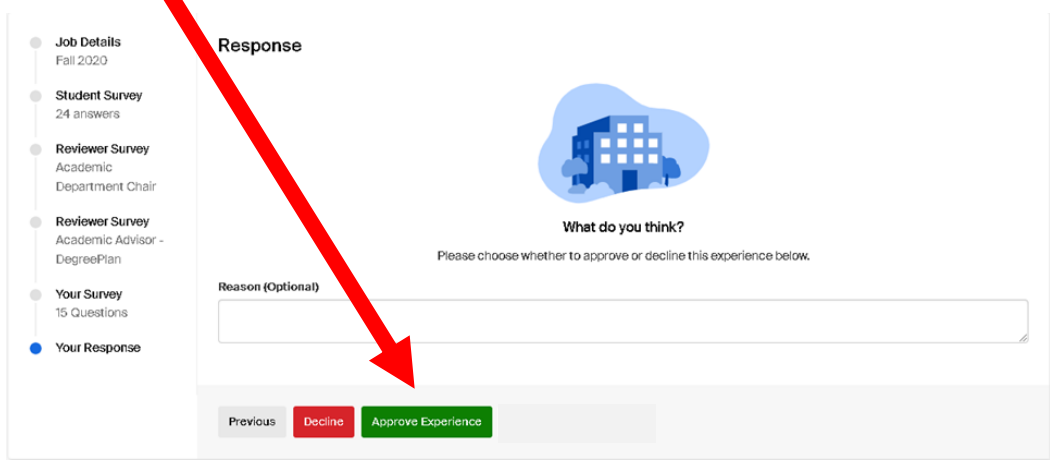 Job Details
Fall 2020
Student Survey
24 answers
Reviewer Survey
Academic
Department Chair
Reviewer Survey
Academic Advisor -
DegreePlan
Your Survey
15 Questions
Your Response
Response
What do you think?
Please choose whether to approve or decline this experience below.
Reason (Optional)
Previous
Decline
Approve Experience